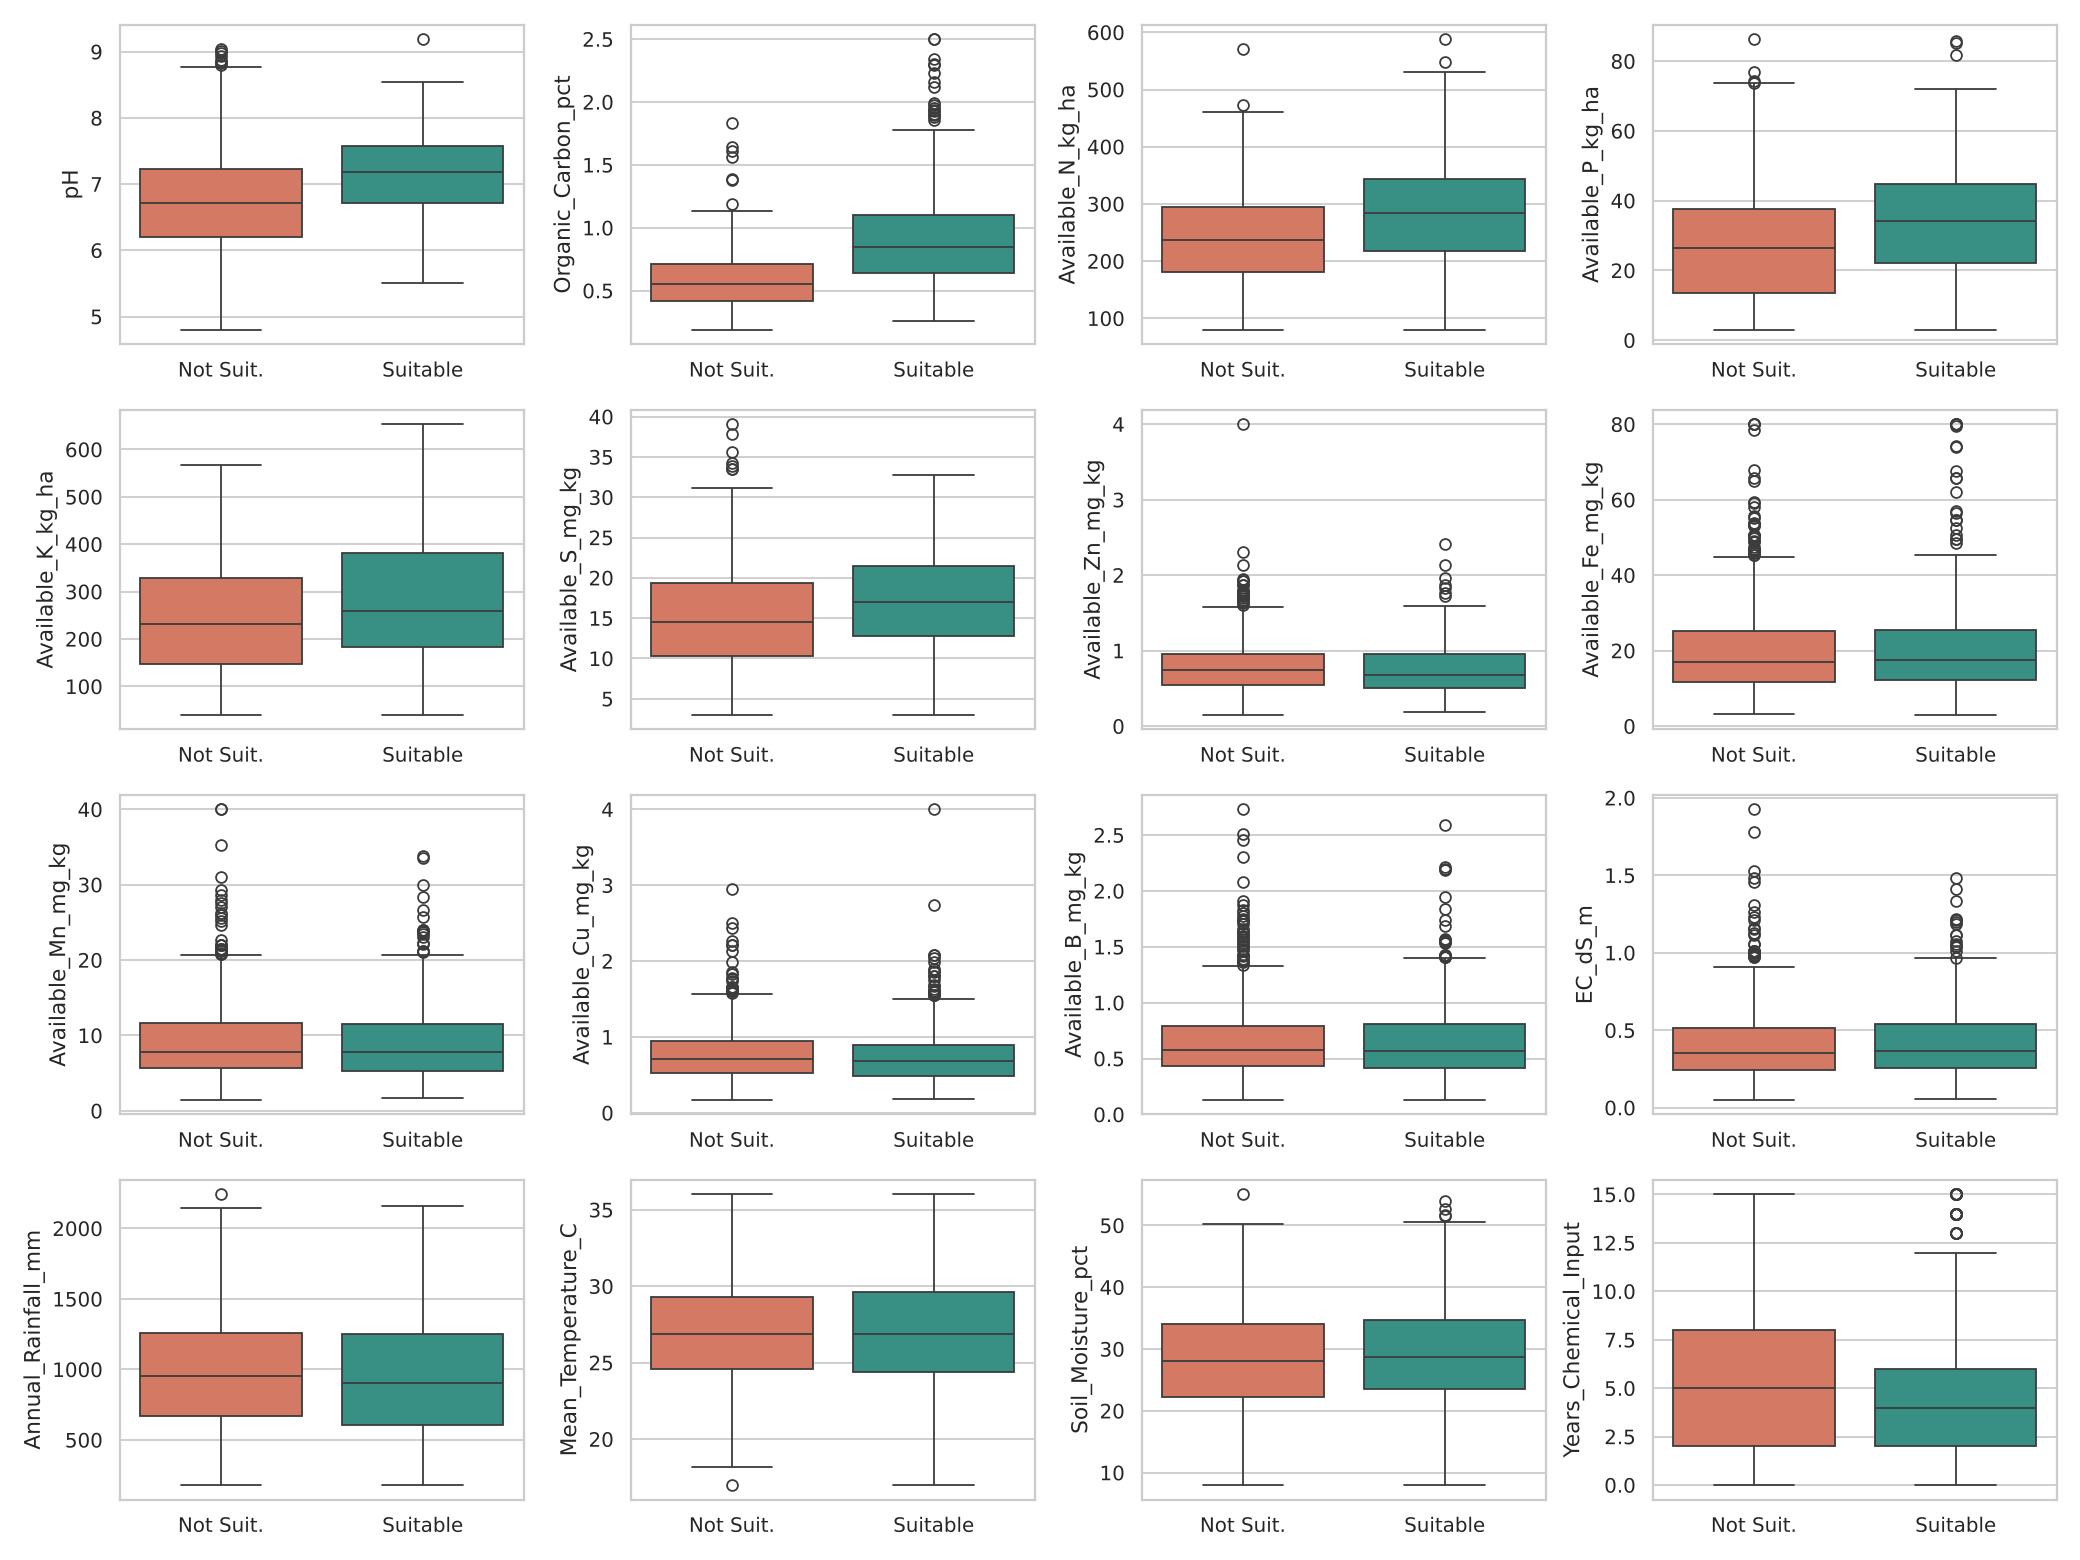 pH
9
8
7
6
5
Not Suit.
Suitable
Organic_Carbon_pct
2.5
2.0
1.5
1.0
0.5
Not Suit.
Suitable
Available_N_kg_ha
600
500
400
300
200
100
Not Suit.
Suitable
Available_P_kg_ha
80
60
40
20
0
Not Suit.
Suitable
Available_K_kg_ha
600
500
400
300
200
100
Not Suit.
Suitable
Available_S_mg_kg
40
35
30
25
20
15
10
5
Not Suit.
Suitable
Available_Zn_mg_kg
4
3
2
1
0
Not Suit.
Suitable
Available_Fe_mg_kg
80
60
40
20
0
Not Suit.
Suitable
Available_Mn_mg_kg
40
30
20
10
0
Not Suit.
Suitable
Available_Cu_mg_kg
4
3
2
1
0
Not Suit.
Suitable
Available_B_mg_kg
2.5
2.0
1.5
1.0
0.5
0.0
Not Suit.
Suitable
EC_dS_m
2.0
1.5
1.0
0.5
0.0
Not Suit.
Suitable
Annual_Rainfall_mm
2000
1500
1000
500
Not Suit.
Suitable
Mean_Temperature_C
35
30
25
20
Not Suit.
Suitable
Soil_Moisture_pct
50
40
30
20
10
Not Suit.
Suitable
Years_Chemical_Input
15.0
12.5
10.0
7.5
5.0
2.5
0.0
Not Suit.
Suitable